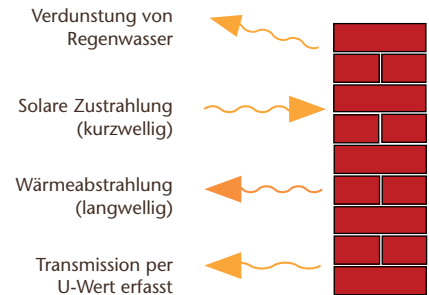 Verdunstung von
Regenwasser
Solare Zustrahlung
(kurzwellig)
Wärmeabstrahlung
(langwellig)
Transmission per
U-Wert erfasst